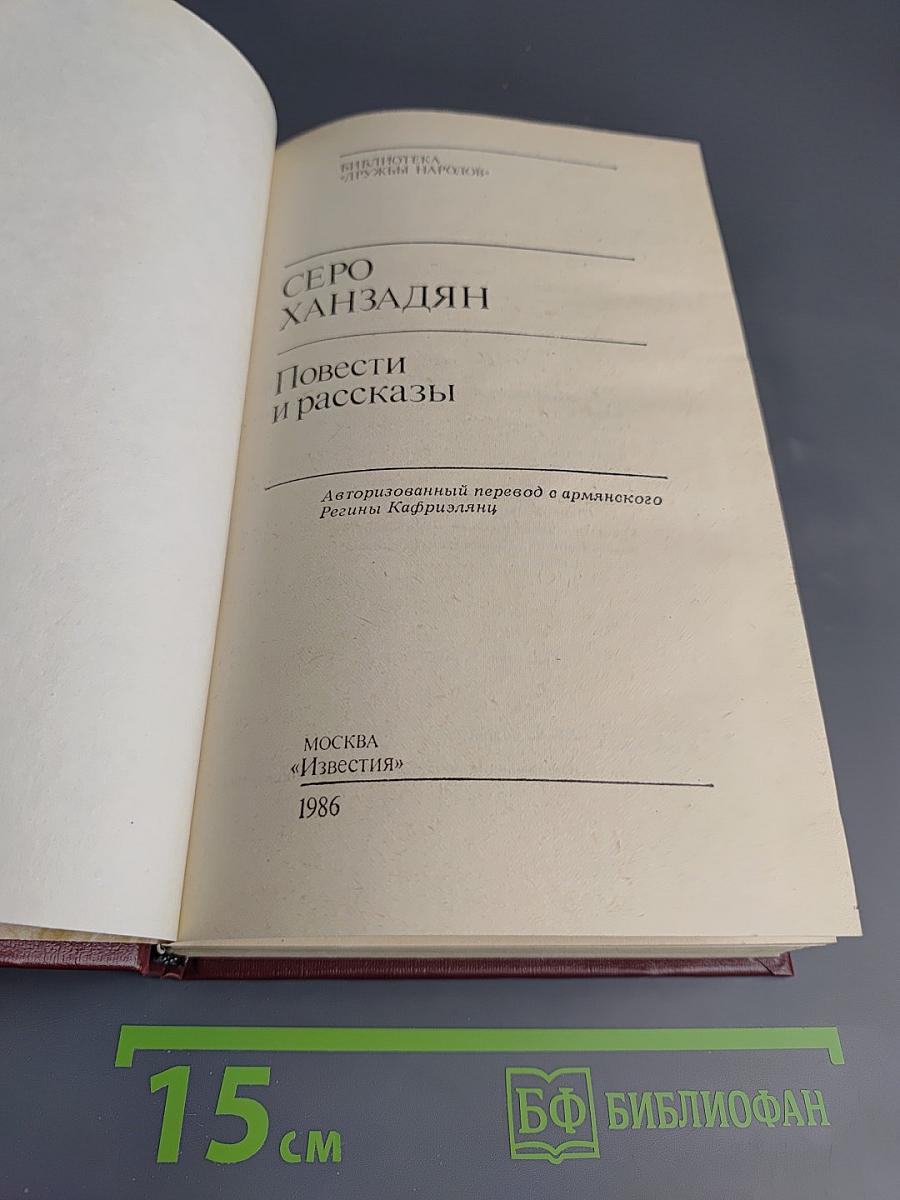 БИБЛИОТЕКА
«ДРУЖБЫ НАРОДОВ»
СЕРО
ХАНЗАДЯН
Повести
и рассказы
Авторизованный перевод с армянского
Регины Кафриэлянц
МОСКВА
«Известия»
1986
15 см
БФ БИБЛИОФАН